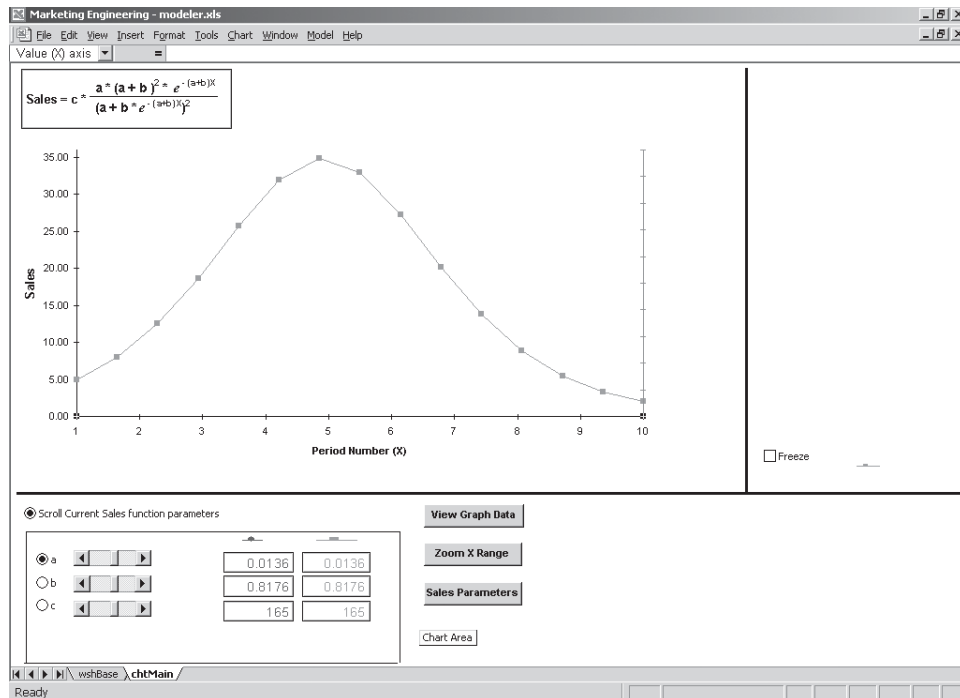 Marketing Engineering - modeler.xls
File Edit View Insert Format Tools Chart Window Model Help
Value (X) axis =
Sales = c * a * (a + b )² * e^-(a+b)X / (a + b * e^-(a+b)X)²
35.00
30.00
25.00
20.00
15.00
10.00
5.00
0.00
Sales
1 2 3 4 5 6 7 8 9 10
Period Number (X)
Freeze
Scroll Current Sales function parameters
a 0.0136 0.0136
b 0.8176 0.8176
c 165 165
View Graph Data
Zoom X Range
Sales Parameters
Chart Area
wshBase chtMain
Ready